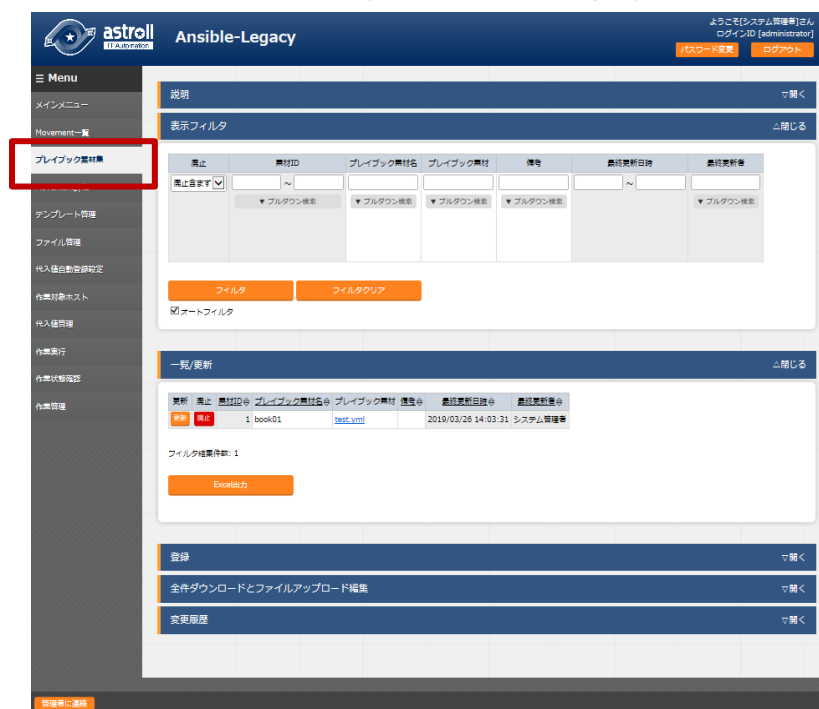 astroll
IT Automation
Ansible-Legacy
ようこそ[システム管理者]さん
ログインID [administrator]
パスワード変更 ログアウト
☰ Menu
メインメニュー
Movement一覧
プレイブック素材集
テンプレート管理
ファイル管理
代入値自動登録設定
作業対象ホスト
代入値管理
作業実行
作業状態確認
作業管理
説明 ▽開く
表示フィルタ △閉じる
廃止 素材ID プレイブック素材名 プレイブック素材 備考 最終更新日時 最終更新者
廃止含まず ~ ~
▼ プルダウン検索 ▼ プルダウン検索 ▼ プルダウン検索 ▼ プルダウン検索 ▼ プルダウン検索
フィルタ フィルタクリア
オートフィルタ
一覧/更新 △閉じる
更新 廃止 素材ID プレイブック素材名 プレイブック素材 備考 最終更新日時 最終更新者
更新 廃止 1 book01 test.yml 2019/03/26 14:03:31 システム管理者
フィルタ結果件数: 1
Excel出力
登録 ▽開く
全件ダウンロードとファイルアップロード編集 ▽開く
変更履歴 ▽開く
管理者に連絡